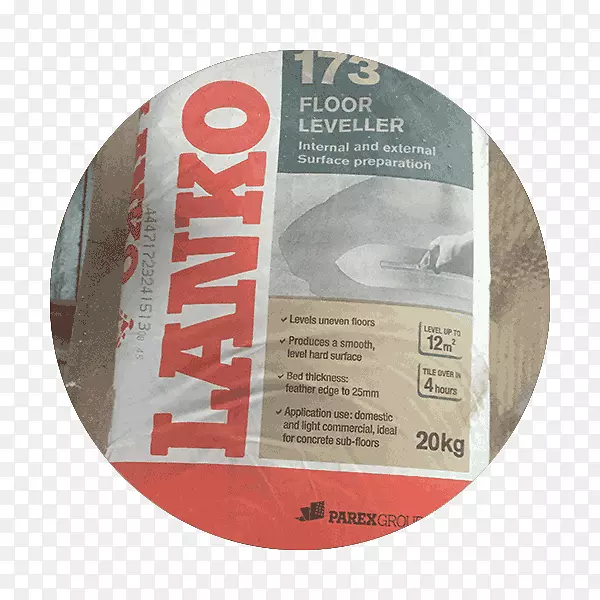 173
FLOOR
LEVELLER
Internal and external
Surface preparation
LANKO
✓ Levels uneven floors
✓ Produces a smooth,
level hard surface
✓ Bed thickness:
feather edge to 25mm
✓ Application use: domestic
and light commercial, ideal
for concrete sub-floors
LEVEL UP TO
12m²
TILE OVER IN
4 hours
20kg
PAREXGROU